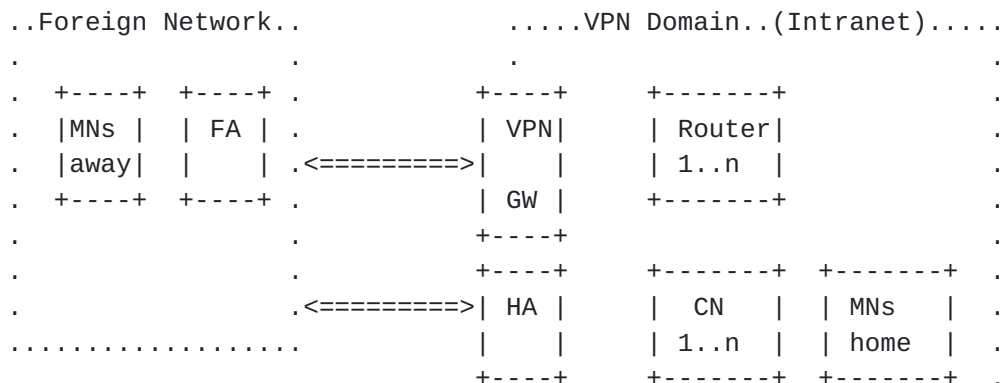 ..Foreign Network..             .....VPN Domain..(Intranet).....
.                 .             .                              .
.  +----+  +----+ .           +----+     +-------+             .
.  |MNs |  | FA | .           | VPN|     | Router|             .
.  |away|  |    | .<=========>|    |     | 1..n  |             .
.  +----+  +----+ .           | GW |     +-------+             .
.                 .           +----+                           .
.                 .           +----+     +-------+  +-------+  .
.                 .<=========>| HA |     |  CN   |  | MNs   |  .
...................           |    |     | 1..n  |  | home  |  .
                              +----+     +-------+  +-------+  .